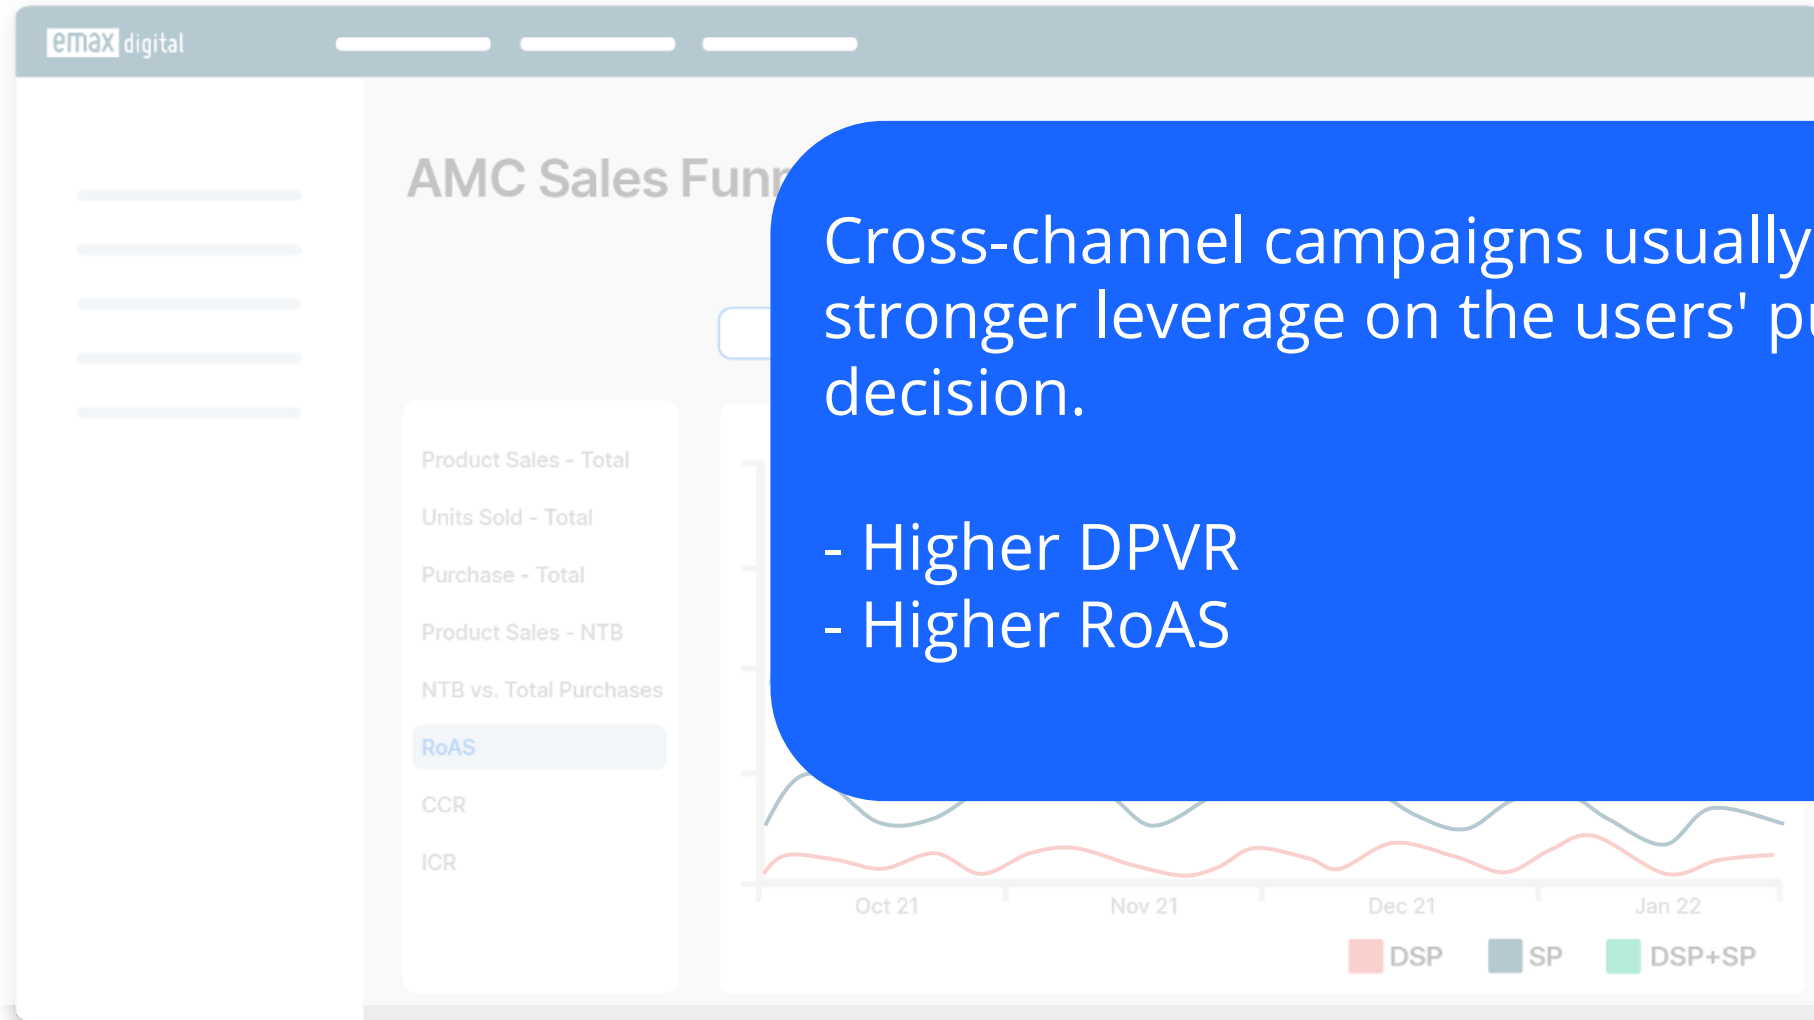 emax digital
AMC Sales
Cross-channel campaigns usually
stronger leverage on the users'
decision.
- Higher DPVR
- Higher RoAS
Product Sales - Total
Units Sold - Total
Purchase - Total
Product Sales - NTB
NTB vs. Total Purchases
RoAS
CCR
ICR
Oct 21 Nov 21 Dec 21 Jan 22
DSP SP DSP+SP